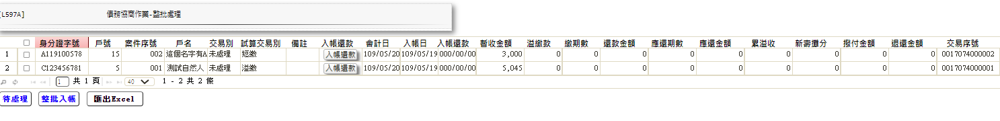 [L597A] 債務協商作業-整批處理
身分證字號 戶號 案件序號 戶名 交易別 試算交易別 備註 入帳還款 會計日 入帳日 入帳還款 暫收金額 溢繳款 繳期數 還款金額 應還期數 應還金額 累溢收 新壽攤分 撥付金額 退還金額 交易序號
1 A119100578 15 002 這個名字有A 未處理 短繳 入帳還款 109/05/20 109/05/19 000/00/00 3,000 0 0 0 0 0 0 0 0 0 0017074000002
2 C123456781 5 001 測試自然人 未處理 溢繳 入帳還款 109/05/20 109/05/19 000/00/00 5,045 0 0 0 0 0 0 0 0 0 0017074000001
1 共 1 頁 40 1 - 2 共 2 條
待處理 整批入帳 匯出Excel